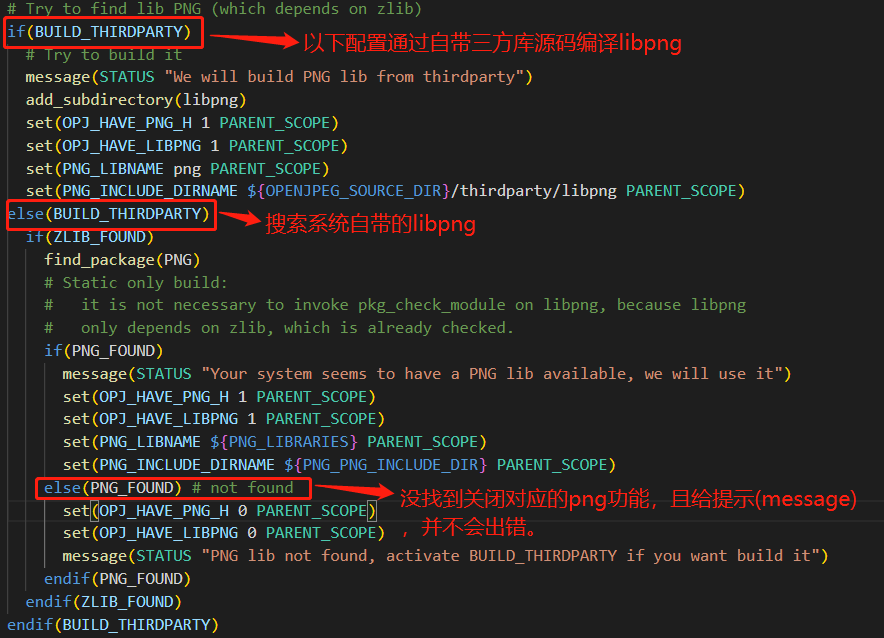 # Try to find lib PNG (which depends on zlib)
if(BUILD_THIRDPARTY)
以下配置通过自带三方库源码编译libpng
# Try to build it
message(STATUS "We will build PNG lib from thirdparty")
add_subdirectory(libpng)
set(OPJ_HAVE_PNG_H 1 PARENT_SCOPE)
set(OPJ_HAVE_LIBPNG 1 PARENT_SCOPE)
set(PNG_LIBNAME png PARENT_SCOPE)
set(PNG_INCLUDE_DIRNAME ${OPENJPEG_SOURCE_DIR}/thirdparty/libpng PARENT_SCOPE)
else(BUILD_THIRDPARTY)
搜索系统自带的libpng
if(ZLIB_FOUND)
find_package(PNG)
# Static only build:
#   it is not necessary to invoke pkg_check_module on libpng, because libpng
#   only depends on zlib, which is already checked.
if(PNG_FOUND)
message(STATUS "Your system seems to have a PNG lib available, we will use it")
set(OPJ_HAVE_PNG_H 1 PARENT_SCOPE)
set(OPJ_HAVE_LIBPNG 1 PARENT_SCOPE)
set(PNG_LIBNAME ${PNG_LIBRARIES} PARENT_SCOPE)
set(PNG_INCLUDE_DIRNAME ${PNG_PNG_INCLUDE_DIR} PARENT_SCOPE)
else(PNG_FOUND) # not found
没找到关闭对应的png功能，且给提示(message)
，并不会出错。
set(OPJ_HAVE_PNG_H 0 PARENT_SCOPE)
set(OPJ_HAVE_LIBPNG 0 PARENT_SCOPE)
message(STATUS "PNG lib not found, activate BUILD_THIRDPARTY if you want build it")
endif(PNG_FOUND)
endif(ZLIB_FOUND)
endif(BUILD_THIRDPARTY)